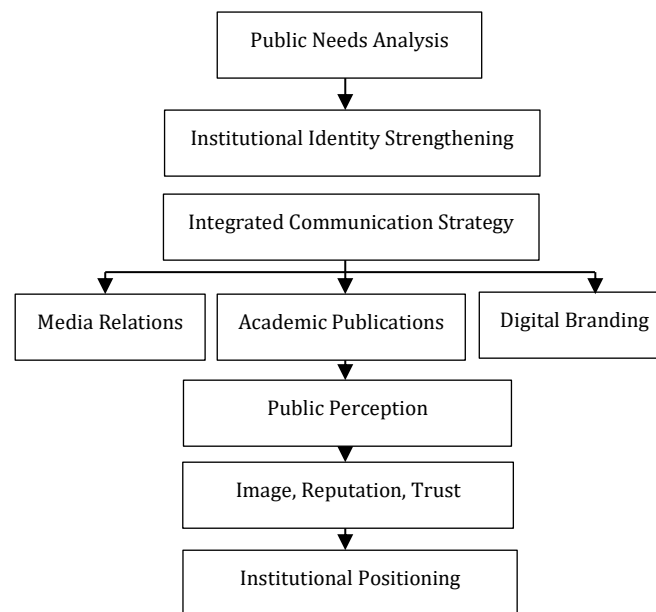 Public Needs Analysis
Institutional Identity Strengthening
Integrated Communication Strategy
Media Relations
Academic Publications
Digital Branding
Public Perception
Image, Reputation, Trust
Institutional Positioning